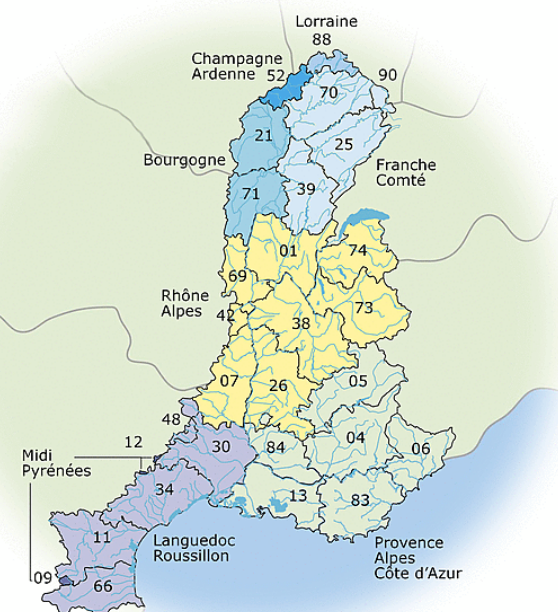 Lorraine
88
Champagne
Ardenne 52
90
70
21
25
Bourgogne
Franche
Comté
71
39
01
74
69
Rhône
Alpes
42
73
38
07
26
05
48
12
30
84
04
06
Midi
Pyrénées
34
13
83
11
Languedoc
Roussillon
Provence
Alpes
Côte d'Azur
09
66